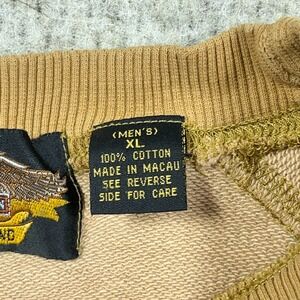 (MEN'S)
XL
100% COTTON
MADE IN MACAU
SEE REVERSE
SIDE FOR CARE